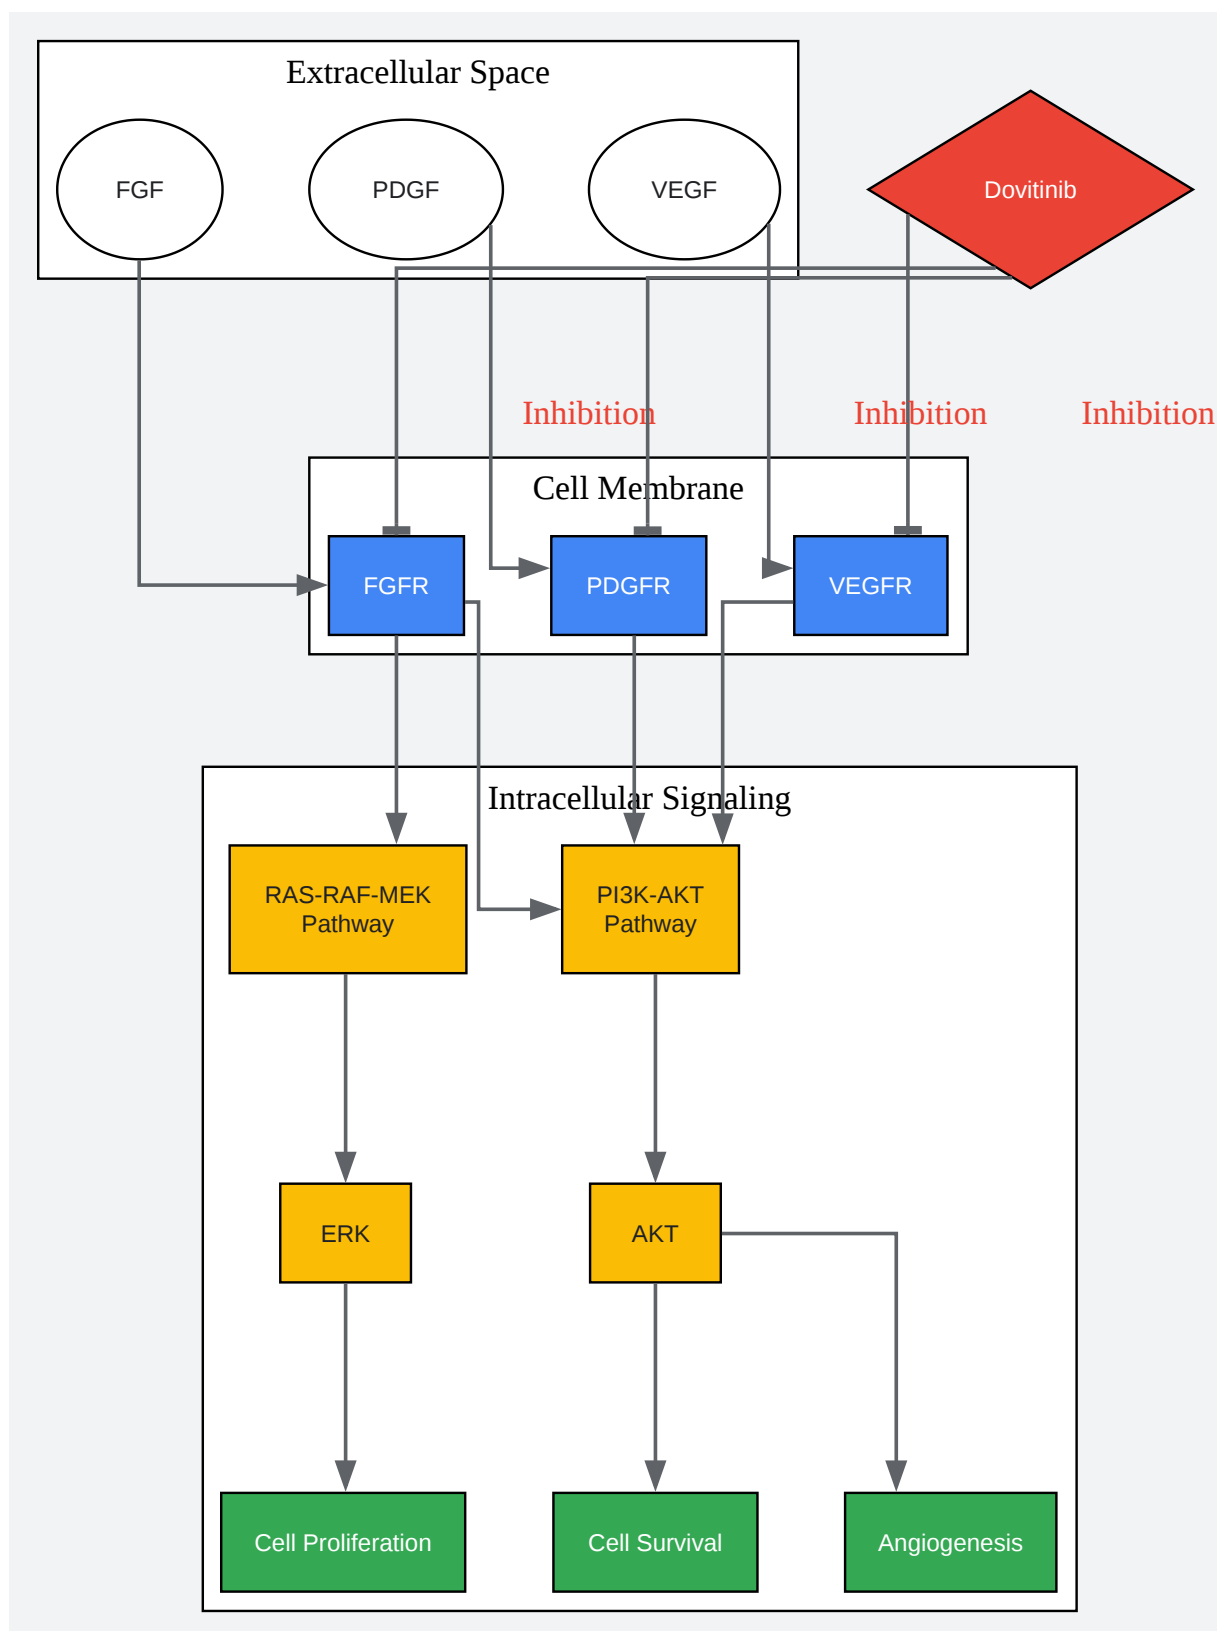 Extracellular Space
FGF
PDGF
VEGF
Dovitinib
Inhibition
Inhibition
Inhibition
Cell Membrane
FGFR
PDGFR
VEGFR
Intracellular Signaling
RAS-RAF-MEK
Pathway
PI3K-AKT
Pathway
ERK
AKT
Cell Proliferation
Cell Survival
Angiogenesis